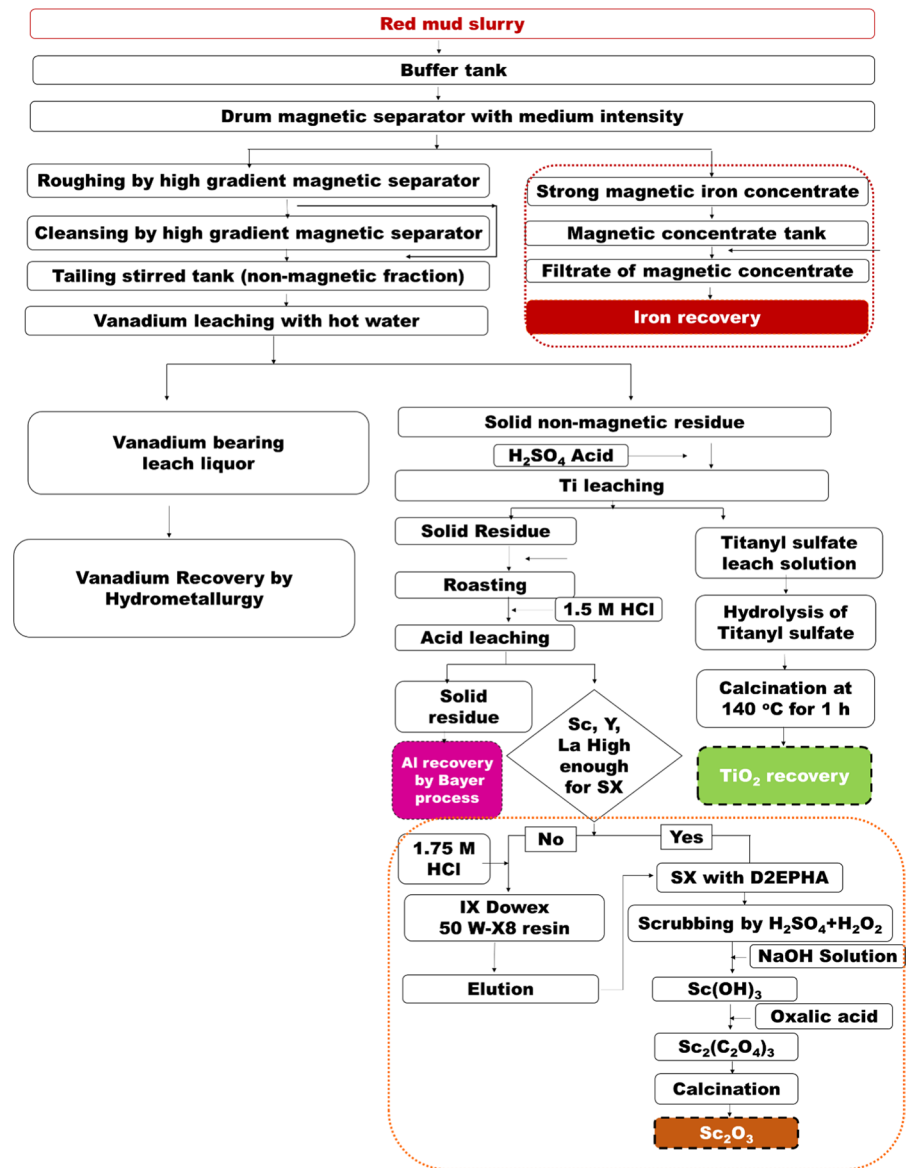 Red mud slurry
Buffer tank
Drum magnetic separator with medium intensity
Roughing by high gradient magnetic separator
Strong magnetic iron concentrate
Cleansing by high gradient magnetic separator
Magnetic concentrate tank
Tailing stirred tank (non-magnetic fraction)
Filtrate of magnetic concentrate
Vanadium leaching with hot water
Iron recovery
Vanadium bearing
leach liquor
Solid non-magnetic residue
H₂SO₄ Acid
Ti leaching
Vanadium Recovery by
Hydrometallurgy
Solid Residue
Titanyl sulfate
leach solution
Roasting
1.5 M HCl
Hydrolysis of
Titanyl sulfate
Acid leaching
Solid
residue
Sc, Y,
La High
enough
for SX
Calcination at
140 ᵒC for 1 h
Al recovery
by Bayer
process
TiO₂ recovery
No
Yes
1.75 M
HCl
SX with D2EPHA
IX Dowex
50 W-X8 resin
Scrubbing by H₂SO₄+H₂O₂
NaOH Solution
Elution
Sc(OH)₃
Oxalic acid
Sc₂(C₂O₄)₃
Calcination
Sc₂O₃